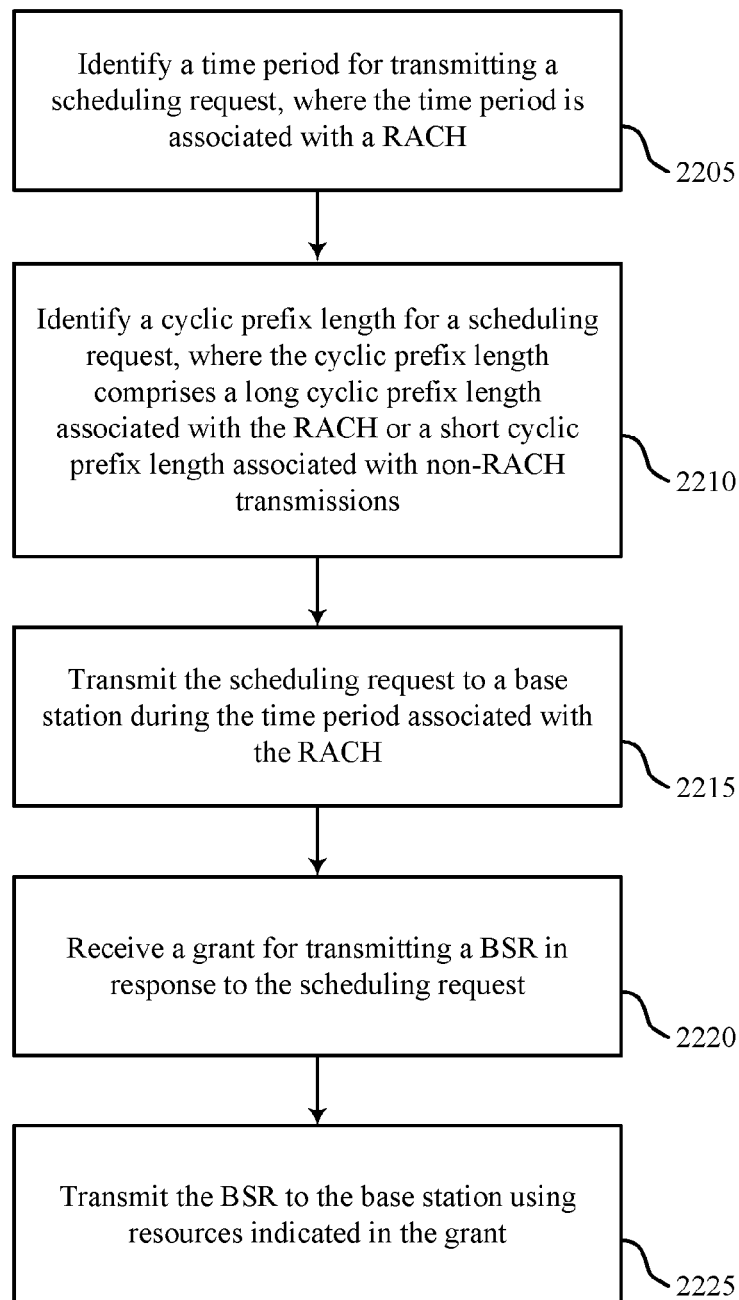 Identify a time period for transmitting a
scheduling request, where the time period is
associated with a RACH
2205
Identify a cyclic prefix length for a scheduling
request, where the cyclic prefix length
comprises a long cyclic prefix length
associated with the RACH or a short cyclic
prefix length associated with non-RACH
transmissions
2210
Transmit the scheduling request to a base
station during the time period associated with
the RACH
2215
Receive a grant for transmitting a BSR in
response to the scheduling request
2220
Transmit the BSR to the base station using
resources indicated in the grant
2225